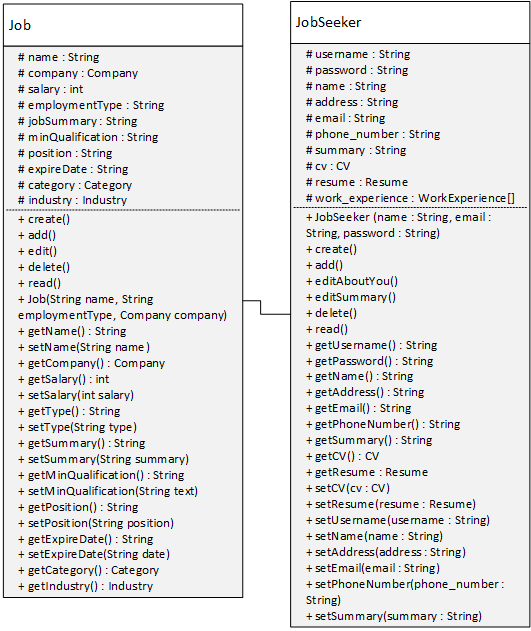 Job
# name : String
# company : Company
# salary : int
# employmentType : String
# jobSummary : String
# minQualification : String
# position : String
# expireDate : String
# category : Category
# industry : Industry
+ create()
+ add()
+ edit()
+ delete()
+ read()
+ Job(String name, String
employmentType, Company company)
+ getName() : String
+ setName(String name)
+ getCompany() : Company
+ getSalary() : int
+ setSalary(int salary)
+ getType() : String
+ setType(String type)
+ getSummary() : String
+ setSummary(String summary)
+ getMinQualification() : String
+ setMinQualification(String text)
+ getPosition() : String
+ setPosition(String position)
+ getExpireDate() : String
+ setExpireDate(String date)
+ getCategory() : Category
+ getIndustry() : Industry
JobSeeker
# username : String
# password : String
# name : String
# address : String
# email : String
# phone_number : String
# summary : String
# cv : CV
# resume : Resume
# work_experience : WorkExperience[]
+ JobSeeker (name : String, email :
String, password : String)
+ create()
+ add()
+ editAboutYou()
+ editSummary()
+ delete()
+ read()
+ getUsername() : String
+ getPassword() : String
+ getName() : String
+ getAddress() : String
+ getEmail() : String
+ getPhoneNumber() : String
+ getSummary() : String
+ getCV() : CV
+ getResume : Resume
+ setCV(cv : CV)
+ setResume(resume : Resume)
+ setUsername(username : String)
+ setName(name : String)
+ setAddress(address : String)
+ setEmail(email : String)
+ setPhoneNumber(phone_number :
String)
+ setSummary(summary : String)